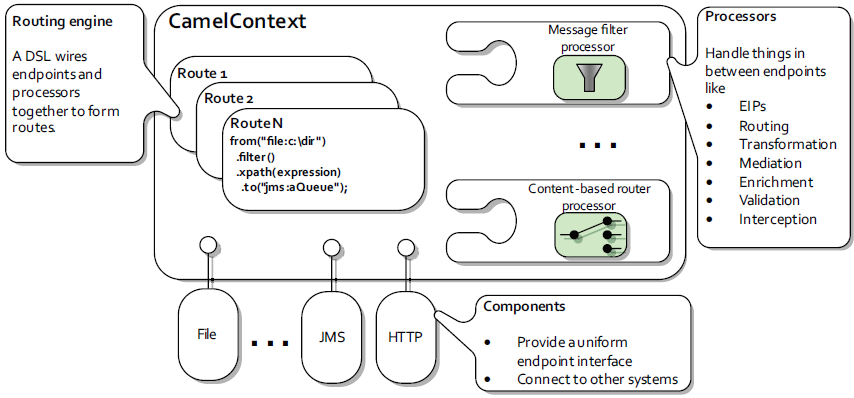 Routing engine
A DSL wires
endpoints and
processors
together to form
routes.
CamelContext
Route 1
Route 2
Route N
from("file:c:\dir")
.filter()
.xpath(expression)
.to("jms:aQueue");
Message filter
processor
...
Content-based router
processor
Processors
Handle things in
between endpoints
like
• EIPs
• Routing
• Transformation
• Mediation
• Enrichment
• Validation
• Interception
File
...
JMS
HTTP
Components
• Provide a uniform
endpoint interface
• Connect to other systems